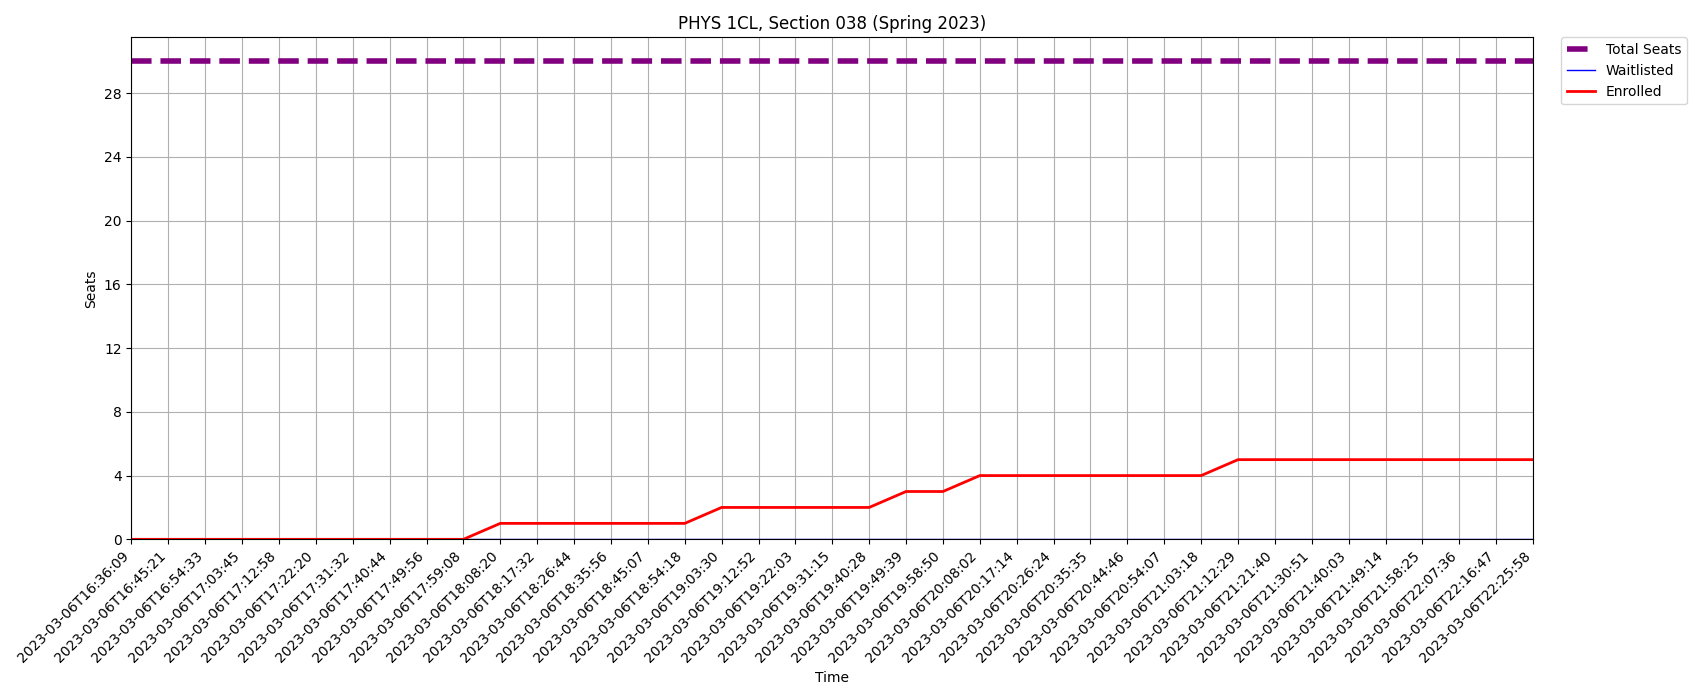 PHYS 1CL, Section 038 (Spring 2023)
Total Seats
Waitlisted
Enrolled
Seats
28
24
20
16
12
8
4
0
2023-03-06T16:36:09
2023-03-06T16:45:21
2023-03-06T16:54:33
2023-03-06T17:03:45
2023-03-06T17:12:58
2023-03-06T17:22:20
2023-03-06T17:31:32
2023-03-06T17:40:44
2023-03-06T17:49:56
2023-03-06T17:59:08
2023-03-06T18:08:20
2023-03-06T18:17:32
2023-03-06T18:26:44
2023-03-06T18:35:56
2023-03-06T18:45:07
2023-03-06T18:54:18
2023-03-06T19:03:30
2023-03-06T19:12:52
2023-03-06T19:22:03
2023-03-06T19:31:15
2023-03-06T19:40:28
2023-03-06T19:49:39
2023-03-06T19:58:50
2023-03-06T20:08:02
2023-03-06T20:17:14
2023-03-06T20:26:24
2023-03-06T20:35:35
2023-03-06T20:44:46
2023-03-06T20:54:07
2023-03-06T21:03:18
2023-03-06T21:12:29
2023-03-06T21:21:40
2023-03-06T21:30:51
2023-03-06T21:40:03
2023-03-06T21:49:14
2023-03-06T21:58:25
2023-03-06T22:07:36
2023-03-06T22:16:47
2023-03-06T22:25:58
Time